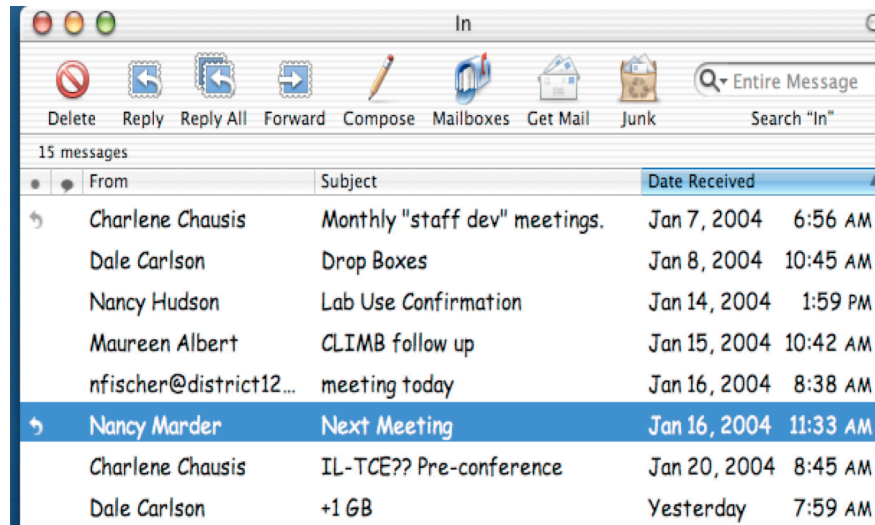 In
Delete Reply Reply All Forward Compose Mailboxes Get Mail Junk Search "In"
Entire Message
15 messages
From Subject Date Received
Charlene Chausis Monthly "staff dev" meetings. Jan 7, 2004 6:56 AM
Dale Carlson Drop Boxes Jan 8, 2004 10:45 AM
Nancy Hudson Lab Use Confirmation Jan 14, 2004 1:59 PM
Maureen Albert CLIMB follow up Jan 15, 2004 10:42 AM
nfischer@district12... meeting today Jan 16, 2004 8:38 AM
Nancy Marder Next Meeting Jan 16, 2004 11:33 AM
Charlene Chausis IL-TCE?? Pre-conference Jan 20, 2004 8:45 AM
Dale Carlson +1 GB Yesterday 7:59 AM